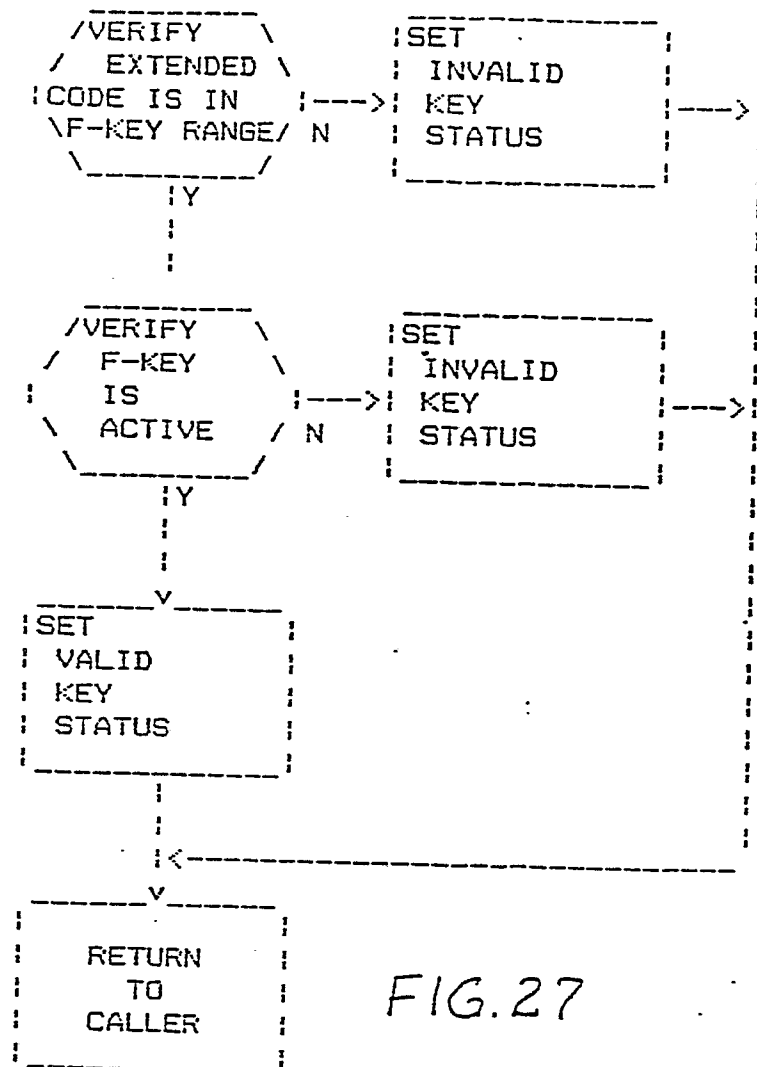 VERIFY
EXTENDED
CODE IS IN
F-KEY RANGE
N
Y
SET
INVALID
KEY
STATUS
VERIFY
F-KEY
IS
ACTIVE
N
Y
SET
INVALID
KEY
STATUS
SET
VALID
KEY
STATUS
RETURN
TO
CALLER
FIG.27